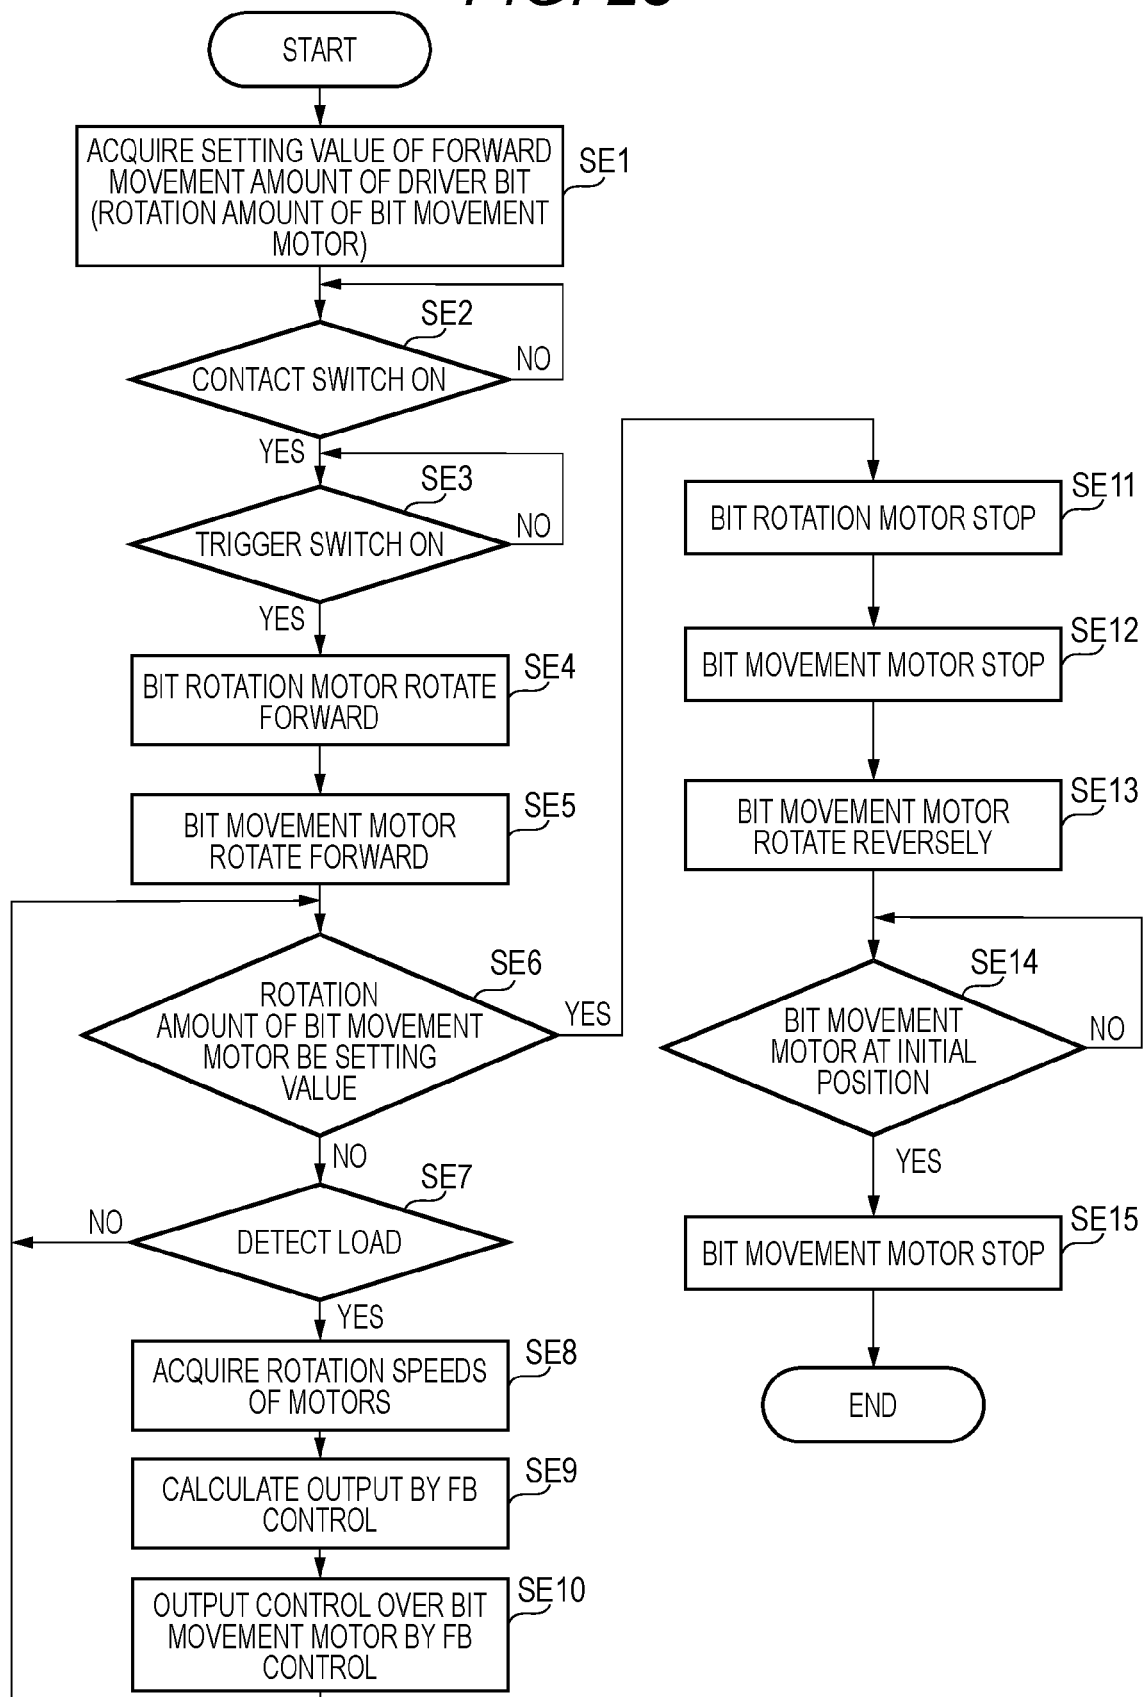 START
ACQUIRE SETTING VALUE OF FORWARD
MOVEMENT AMOUNT OF DRIVER BIT
(ROTATION AMOUNT OF BIT MOVEMENT
MOTOR)
SE1
SE2
CONTACT SWITCH ON
NO
YES
SE3
TRIGGER SWITCH ON
NO
YES
BIT ROTATION MOTOR ROTATE
FORWARD
SE4
BIT MOVEMENT MOTOR
ROTATE FORWARD
SE5
SE6
ROTATION
AMOUNT OF BIT MOVEMENT
MOTOR BE SETTING
VALUE
YES
NO
SE7
DETECT LOAD
NO
YES
ACQUIRE ROTATION SPEEDS
OF MOTORS
SE8
CALCULATE OUTPUT BY FB
CONTROL
SE9
OUTPUT CONTROL OVER BIT
MOVEMENT MOTOR BY FB
CONTROL
SE10
BIT ROTATION MOTOR STOP
SE11
BIT MOVEMENT MOTOR STOP
SE12
BIT MOVEMENT MOTOR
ROTATE REVERSELY
SE13
SE14
BIT MOVEMENT
MOTOR AT INITIAL
POSITION
NO
YES
BIT MOVEMENT MOTOR STOP
SE15
END